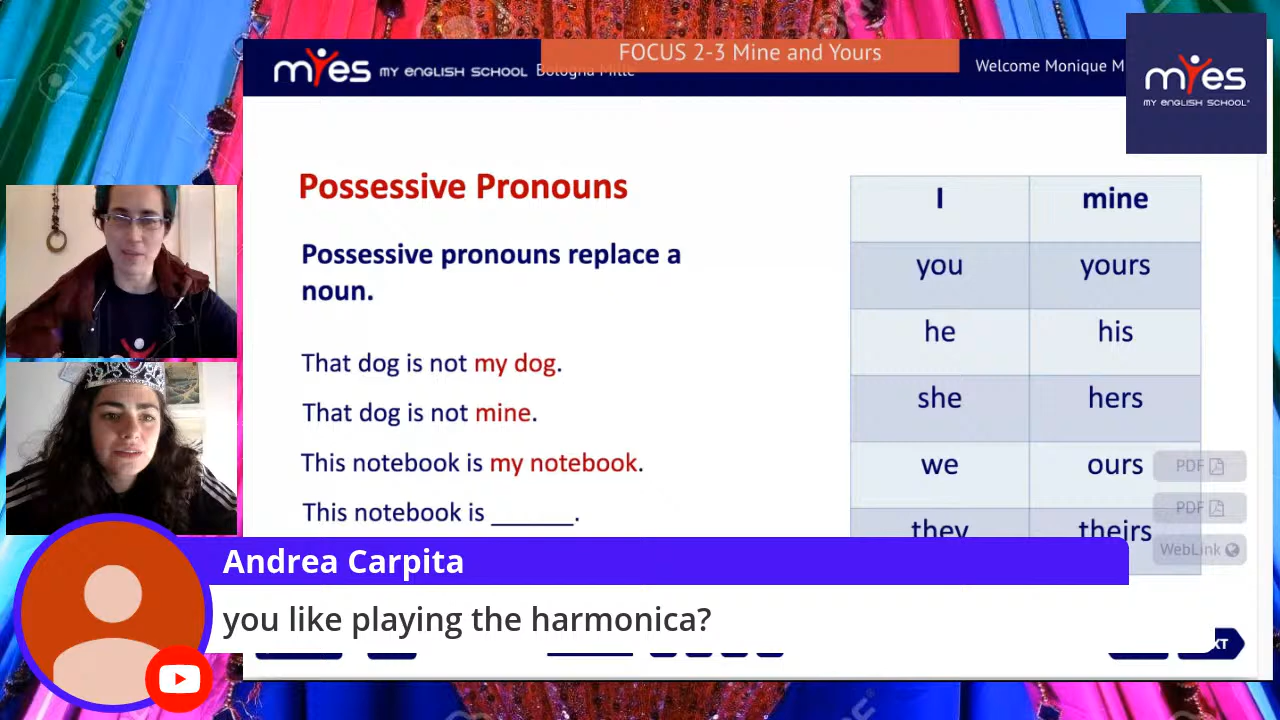 FOCUS 2-3 Mine and Yours
myes MY ENGLISH SCHOOL Bologna Mille
Welcome Monique M
myes
MY ENGLISH SCHOOL
Possessive Pronouns
Possessive pronouns replace a
noun.
That dog is not my dog.
That dog is not mine.
This notebook is my notebook.
This notebook is ______.
I mine
you yours
he his
she hers
we ours
they theirs
PDF
PDF
WebLink
Andrea Carpita
you like playing the harmonica?